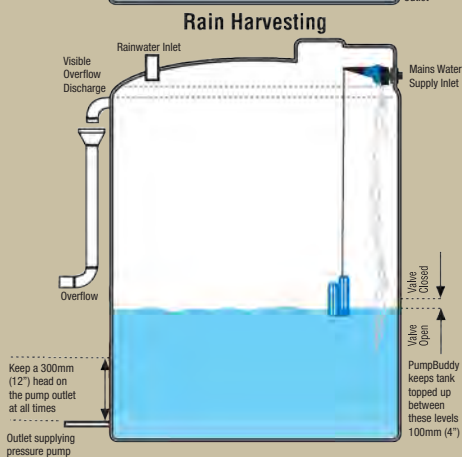 Outlet
Rain Harvesting
Rainwater Inlet
Visible
Overflow
Discharge
Mains Water
Supply Inlet
Overflow
Valve
Closed
Valve
Open
Keep a 300mm
(12") head on
the pump outlet
at all times
PumpBuddy
keeps tank
topped up
between
these levels
100mm (4")
Outlet supplying
pressure pump